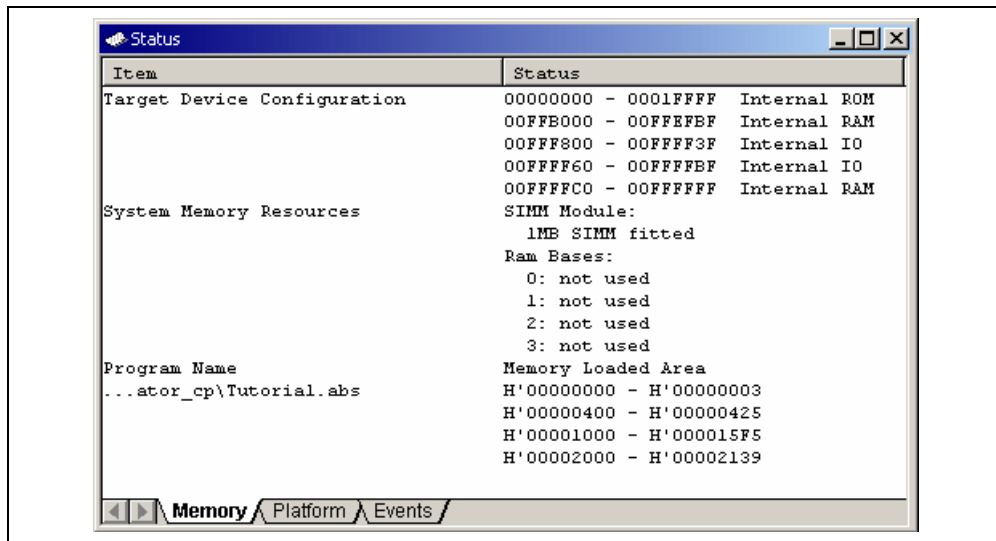 Status
Item Status
Target Device Configuration 00000000 - 0001FFFF Internal ROM
00FFB000 - 00FFEFBF Internal RAM
00FFF800 - 00FFFF3F Internal IO
00FFFF60 - 00FFFFBF Internal IO
00FFFFC0 - 00FFFFFF Internal RAM
System Memory Resources SIMM Module:
1MB SIMM fitted
Ram Bases:
0: not used
1: not used
2: not used
3: not used
Program Name Memory Loaded Area
...ator_cp\Tutorial.abs H'00000000 - H'00000003
H'00000400 - H'00000425
H'00001000 - H'000015F5
H'00002000 - H'00002139
Memory Platform Events